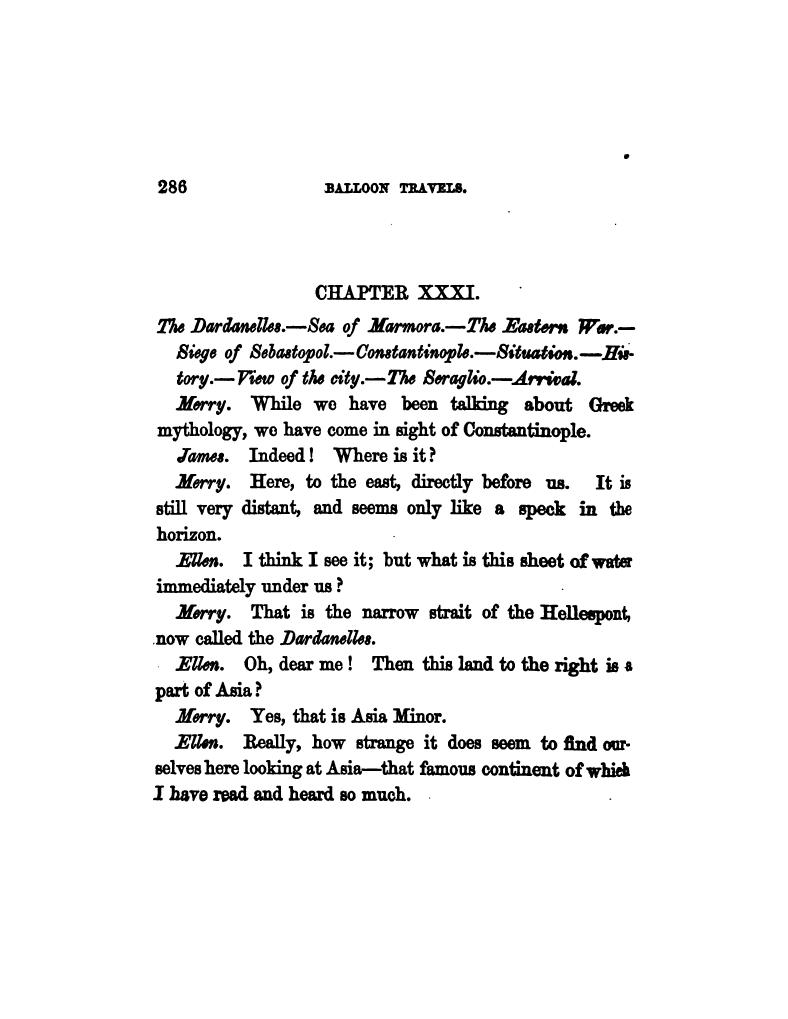 286 BALLOON TRAVELS.
CHAPTER XXXI.
The Dardanelles.—Sea of Marmora.—The Eastern War.—
Siege of Sebastopol.—Constantinople.—Situation.—His-
tory.—View of the city.—The Seraglio.—Arrival.
Merry. While we have been talking about Greek
mythology, we have come in sight of Constantinople.
James. Indeed! Where is it?
Merry. Here, to the east, directly before us. It is
still very distant, and seems only like a speck in the
horizon.
Ellen. I think I see it; but what is this sheet of water
immediately under us?
Merry. That is the narrow strait of the Hellespont,
now called the Dardanelles.
Ellen. Oh, dear me! Then this land to the right is a
part of Asia?
Merry. Yes, that is Asia Minor.
Ellen. Really, how strange it does seem to find our-
selves here looking at Asia—that famous continent of which
I have read and heard so much.